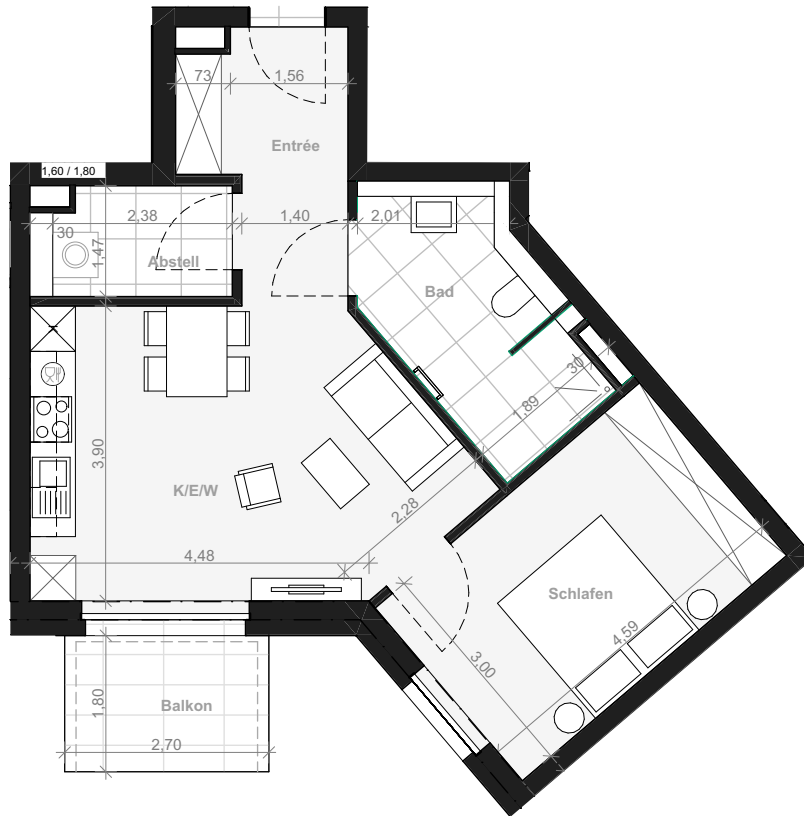 73
1,56
Entrée
1,60 / 1,80
2,38
1,40
2,01
30
1,47
Abstell
Bad
30
1,89
3,90
K/E/W
2,28
4,48
Schlafen
4,59
3,00
1,80
Balkon
2,70